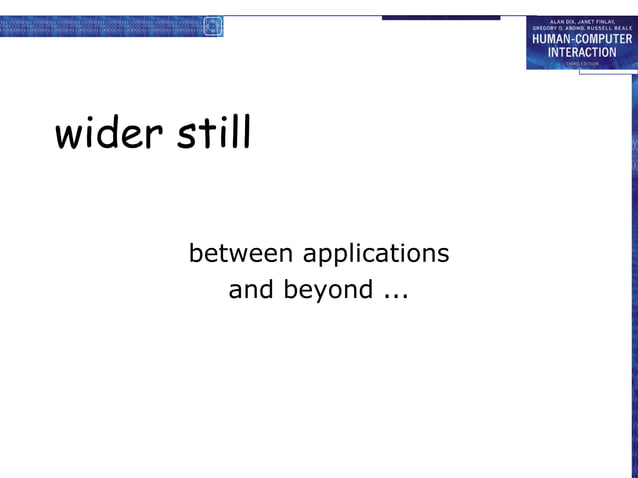 ALAN DIX, JANET FINLAY,
GREGORY D. ABOWD, RUSSELL BEALE
HUMAN-COMPUTER
INTERACTION
THIRD EDITION
wider still
between applications
and beyond ...